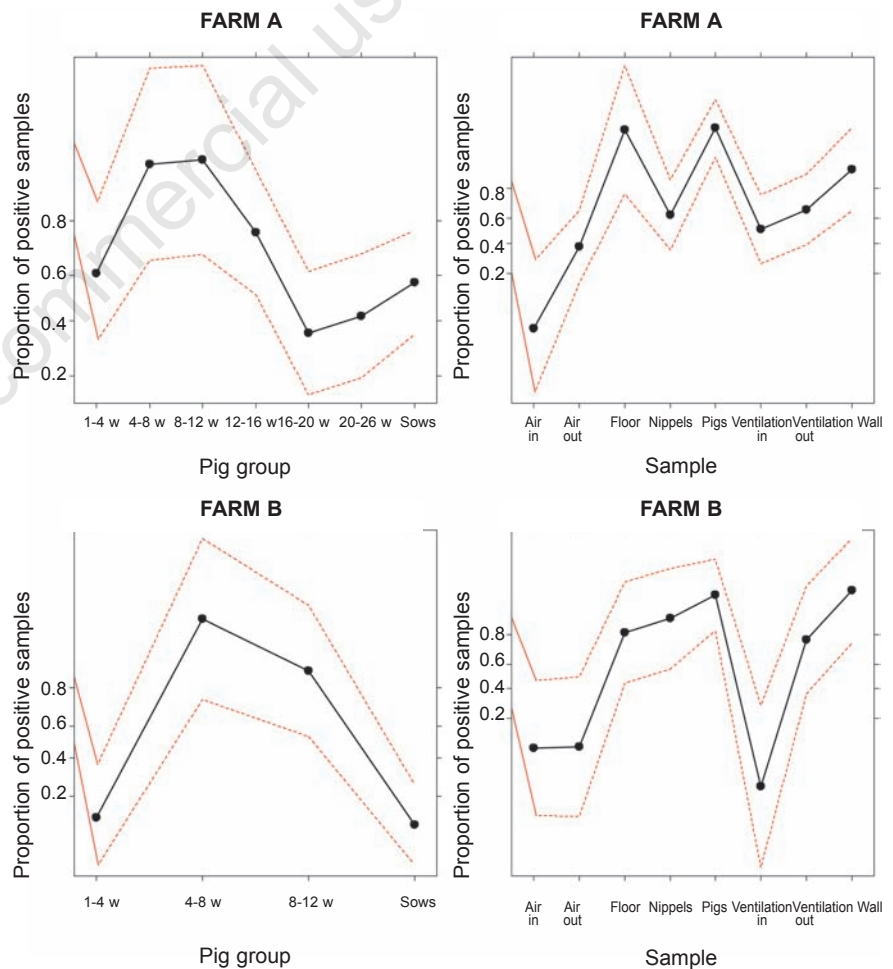 commercial us
FARM A
Proportion of positive samples
0.8
0.6
0.4
0.2
1-4 w 4-8 w 8-12 w 12-16 w 16-20 w 20-26 w Sows
Pig group
FARM A
Proportion of positive samples
0.8
0.6
0.4
0.2
Air in Air out Floor Nippels Pigs Ventilation in Ventilation out Wall
Sample
FARM B
Proportion of positive samples
0.8
0.6
0.4
0.2
1-4 w 4-8 w 8-12 w Sows
Pig group
FARM B
Proportion of positive samples
0.8
0.6
0.4
0.2
Air in Air out Floor Nippels Pigs Ventilation in Ventilation out Wall
Sample